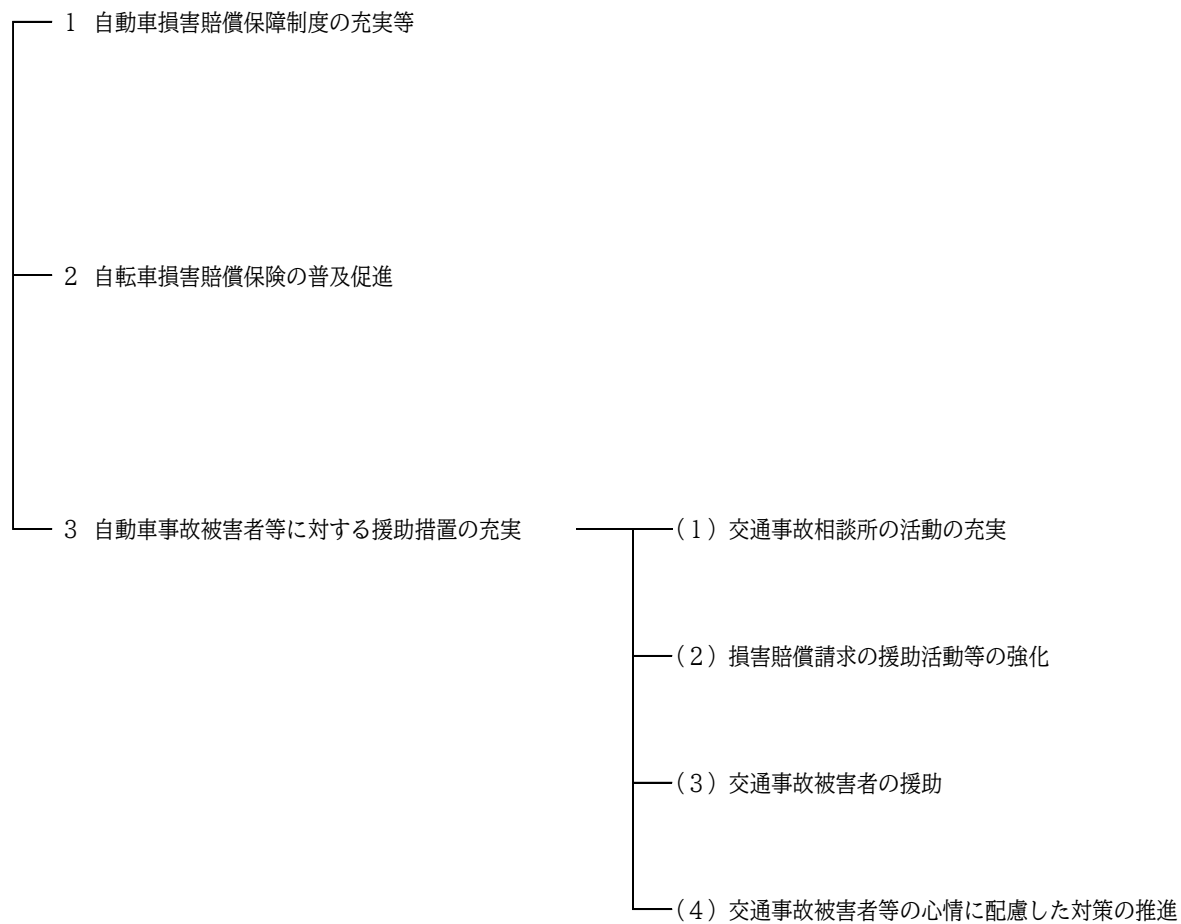 1 自動車損害賠償保障制度の充実等
2 自転車損害賠償保険の普及促進
3 自動車事故被害者等に対する援助措置の充実
(1)交通事故相談所の活動の充実
(2)損害賠償請求の援助活動等の強化
(3)交通事故被害者の援助
(4)交通事故被害者等の心情に配慮した対策の推進